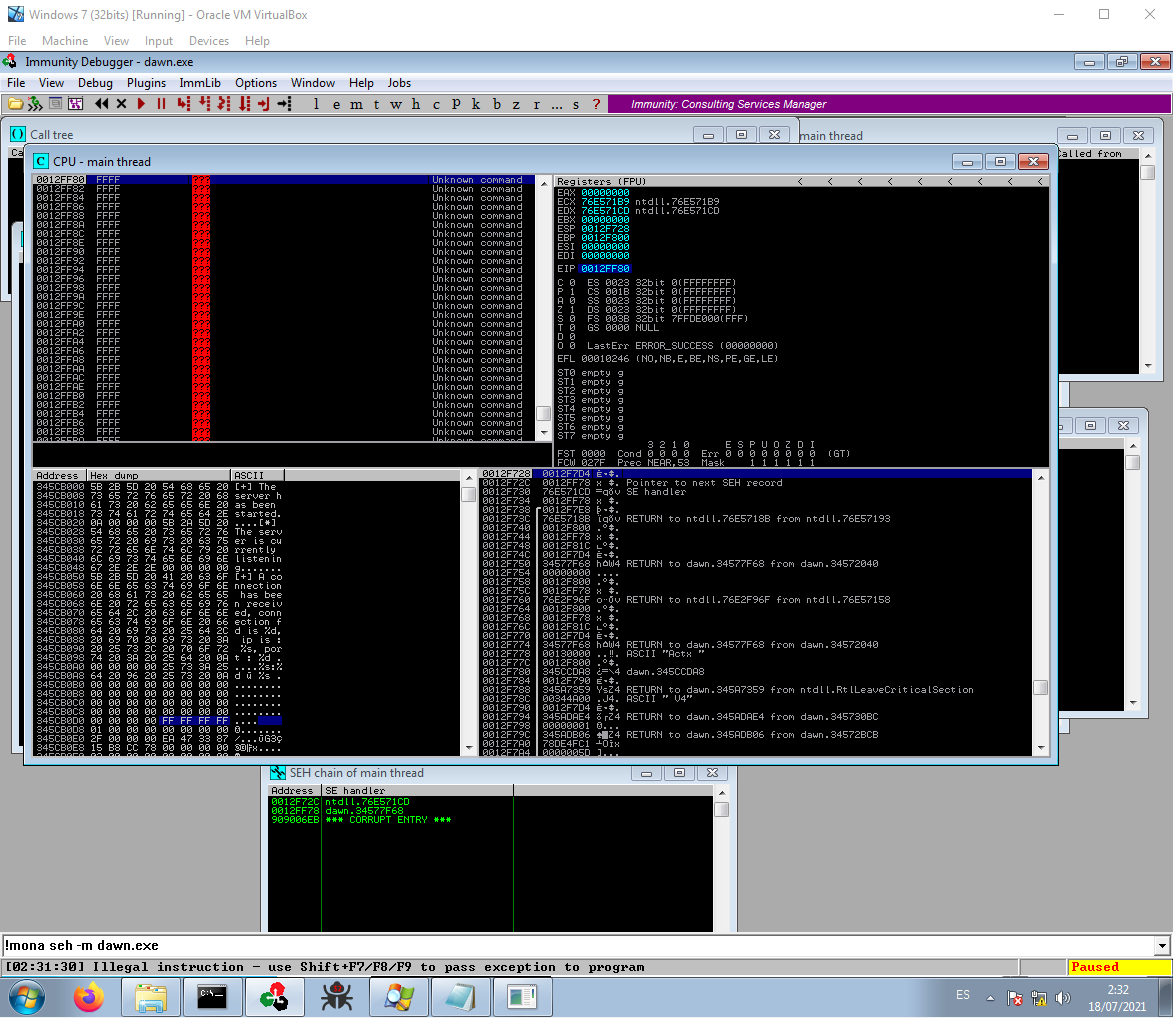 Windows 7 (32bits) [Running] - Oracle VM VirtualBox
File Machine View Input Devices Help
Immunity Debugger - dawn.exe
File View Debug Plugins ImmLib Options Window Help Jobs
l e m t w h c P k b z r ... s ?
Immunity: Consulting Services Manager
Call tree
main thread
Called from
CPU - main thread
0012FF80 FFFF ??? Unknown command
0012FF82 FFFF ??? Unknown command
0012FF84 FFFF ??? Unknown command
0012FF86 FFFF ??? Unknown command
0012FF88 FFFF ??? Unknown command
0012FF8A FFFF ??? Unknown command
0012FF8C FFFF ??? Unknown command
0012FF8E FFFF ??? Unknown command
0012FF90 FFFF ??? Unknown command
0012FF92 FFFF ??? Unknown command
0012FF94 FFFF ??? Unknown command
0012FF96 FFFF ??? Unknown command
0012FF98 FFFF ??? Unknown command
0012FF9A FFFF ??? Unknown command
0012FF9C FFFF ??? Unknown command
0012FF9E FFFF ??? Unknown command
0012FFA0 FFFF ??? Unknown command
0012FFA2 FFFF ??? Unknown command
0012FFA4 FFFF ??? Unknown command
0012FFA6 FFFF ??? Unknown command
0012FFA8 FFFF ??? Unknown command
0012FFAA FFFF ??? Unknown command
0012FFAC FFFF ??? Unknown command
0012FFAE FFFF ??? Unknown command
0012FFB0 FFFF ??? Unknown command
0012FFB2 FFFF ??? Unknown command
0012FFB4 FFFF ??? Unknown command
0012FFB6 FFFF ??? Unknown command
0012FFB8 FFFF ??? Unknown command
Registers (FPU) < < < < < < < < <
EAX 00000000
ECX 76E571B9 ntdll.76E571B9
EDX 76E571CD ntdll.76E571CD
EBX 00000000
ESP 0012F728
EBP 0012F800
ESI 00000000
EDI 00000000
EIP 0012FF80
C 0 ES 0023 32bit 0(FFFFFFFF)
P 1 CS 001B 32bit 0(FFFFFFFF)
A 0 SS 0023 32bit 0(FFFFFFFF)
Z 1 DS 0023 32bit 0(FFFFFFFF)
S 0 FS 003B 32bit 7FFDE000(FFF)
T 0 GS 0000 NULL
D 0
O 0 LastErr ERROR_SUCCESS (00000000)
EFL 00010246 (NO,NB,E,BE,NS,PE,GE,LE)
ST0 empty g
ST1 empty g
ST2 empty g
ST3 empty g
ST4 empty g
ST5 empty g
ST6 empty g
ST7 empty g
3 2 1 0 E S P U O Z D I
FST 0000 Cond 0 0 0 0 Err 0 0 0 0 0 0 0 0 (GT)
FCW 027F Prec NEAR,53 Mask 1 1 1 1 1 1
Address Hex dump ASCII
345CB000 5B 2B 5D 20 54 68 65 20 [+] The
345CB008 73 65 72 76 65 72 20 68 server h
345CB010 61 73 20 62 65 65 6E 20 as been
345CB018 73 74 61 72 74 65 64 2E started.
345CB020 0A 00 00 00 5B 2A 5D 20 ....[*]
345CB028 54 68 65 20 73 65 72 76 The serv
345CB030 65 72 20 69 73 20 63 75 er is cu
345CB038 72 72 65 6E 74 6C 79 20 rrently
345CB040 6C 69 73 74 65 6E 69 6E listenin
345CB048 67 2E 2E 2E 00 00 00 00 g.......
345CB050 5B 2B 5D 20 41 20 63 6F [+] A co
345CB058 6E 6E 65 63 74 69 6F 6E nnection
345CB060 20 68 61 73 20 62 65 65 has bee
345CB068 6E 20 72 65 63 65 69 76 n receiv
345CB070 65 64 2C 20 63 6F 6E 6E ed, conn
345CB078 65 63 74 69 6F 6E 20 66 ection f
345CB080 64 20 69 73 20 25 64 2C d is %d,
345CB088 20 69 70 20 69 73 20 3A ip is :
345CB090 20 25 73 2C 20 70 6F 72 %s, por
345CB098 74 20 3A 20 25 64 20 0A t : %d .
345CB0A0 00 00 00 00 25 73 3A 25 ....%s:%
345CB0A8 64 20 96 20 25 73 20 0A d û %s .
345CB0B0 00 00 00 00 00 00 00 00 ........
345CB0B8 00 00 00 00 00 00 00 00 ........
345CB0C0 00 00 00 00 00 00 00 00 ........
345CB0C8 00 00 00 00 00 00 00 00 ........
345CB0D0 00 00 00 00 FF FF FF FF ....
345CB0D8 01 00 00 00 00 00 00 00
345CB0E0 2F 00 00 00 EA 47 33 87
345CB0E8 15 B8 CC 78 00 00 00 00
0012F728 0012F7D4
0012F72C 0012FF78 Pointer to next SEH record
0012F730 76E571CD SE handler
0012F734 0012FF78
0012F738 0012F7E8
0012F73C 76E5718B RETURN to ntdll.76E5718B from ntdll.76E57193
0012F740 0012F800
0012F744 0012FF78
0012F748 0012F81C
0012F74C 0012F7D4
0012F750 34577F68 RETURN to dawn.34577F68 from dawn.34572040
0012F754 00000000 ....
0012F758 0012F800
0012F75C 0012FF78
0012F760 76E2F96F RETURN to ntdll.76E2F96F from ntdll.76E57158
0012F764 0012F800
0012F768 0012FF78
0012F76C 0012F81C
0012F770 0012F7D4
0012F774 34577F68 RETURN to dawn.34577F68 from dawn.34572040
0012F778 00130000 ASCII "Actx "
0012F77C 0012F800
0012F780 345CCDA8 dawn.345CCDA8
0012F784 0012F790
0012F788 345A7359 RETURN to dawn.345A7359 from ntdll.RtlLeaveCriticalSection
0012F78C 00344A00 ASCII " V4"
0012F790 0012F7D4
0012F794 345ADAE4 RETURN to dawn.345ADAE4 from dawn.345730BC
0012F798 00000001
0012F79C 345ADB06 RETURN to dawn.345ADB06 from dawn.34572BCB
0012F7A0 78DE4FC1
0012F7A4 0000005D ]...
SEH chain of main thread
Address SE handler
0012F72C ntdll.76E571CD
0012FF78 dawn.34577F68
909006EB *** CORRUPT ENTRY ***
!mona seh -m dawn.exe
[02:31:30] Illegal instruction - use Shift+F7/F8/F9 to pass exception to program
Paused
ES
2:32
18/07/2021